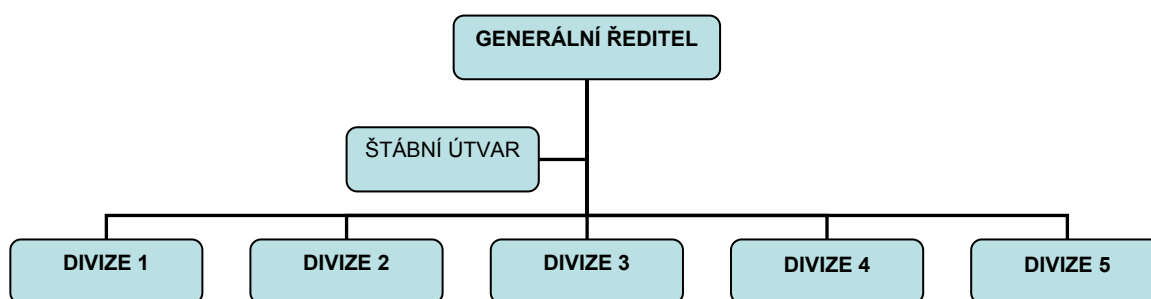 GENERÁLNÍ ŘEDITEL
ŠTÁBNÍ ÚTVAR
DIVIZE 1
DIVIZE 2
DIVIZE 3
DIVIZE 4
DIVIZE 5